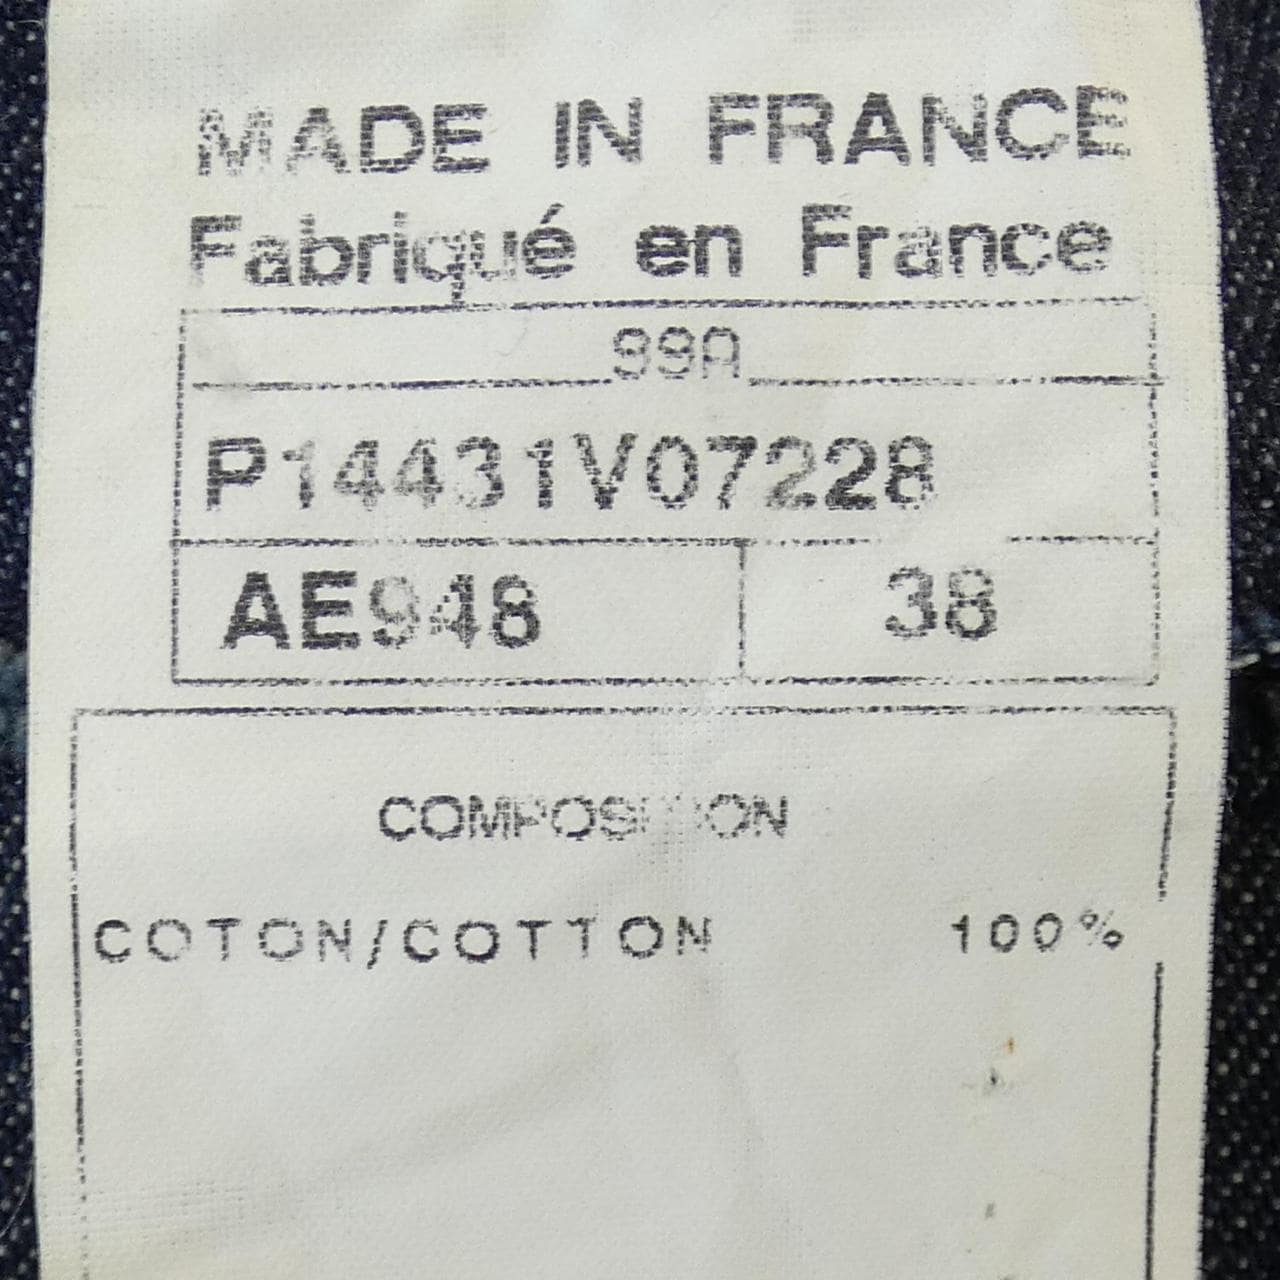 MADE IN FRANCE
Fabriqué en France
99A
P14431V07228
AE948 38
COMPOSITION
COTON/COTTON 100%